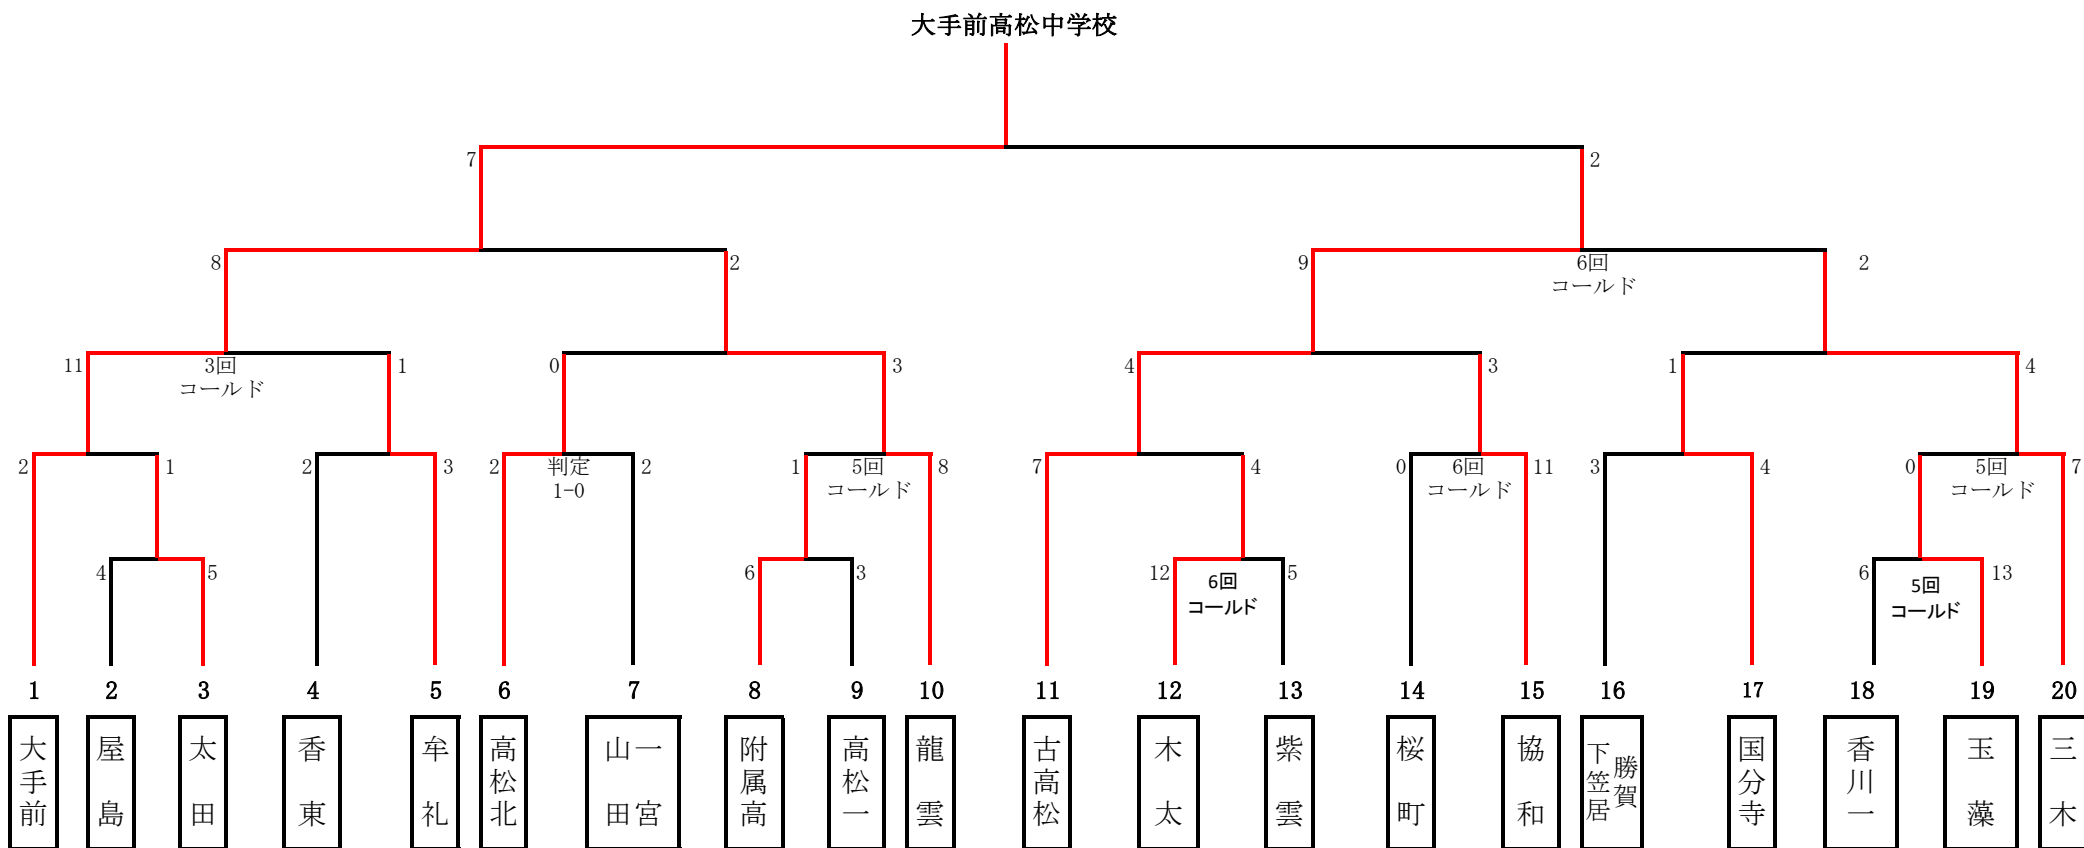 大手前高松中学校
7
2
8
2
9
6回
コールド
2
11
3回
コールド
1
0
3
4
3
1
4
2
1
2
3
2
判定
1-0
2
1
5回
コールド
8
7
4
0
6回
コールド
11
3
4
0
5回
コールド
7
4
5
6
3
12
6回
コールド
5
6
5回
コールド
13
1
2
3
4
5
6
7
8
9
10
11
12
13
14
15
16
17
18
19
20
大手前
屋島
太田
香東
牟礼
高松北
一宮
山田
附属高
高松一
龍雲
古高松
木太
紫雲
桜町
協和
勝賀
下笠居
国分寺
香川一
玉藻
三木